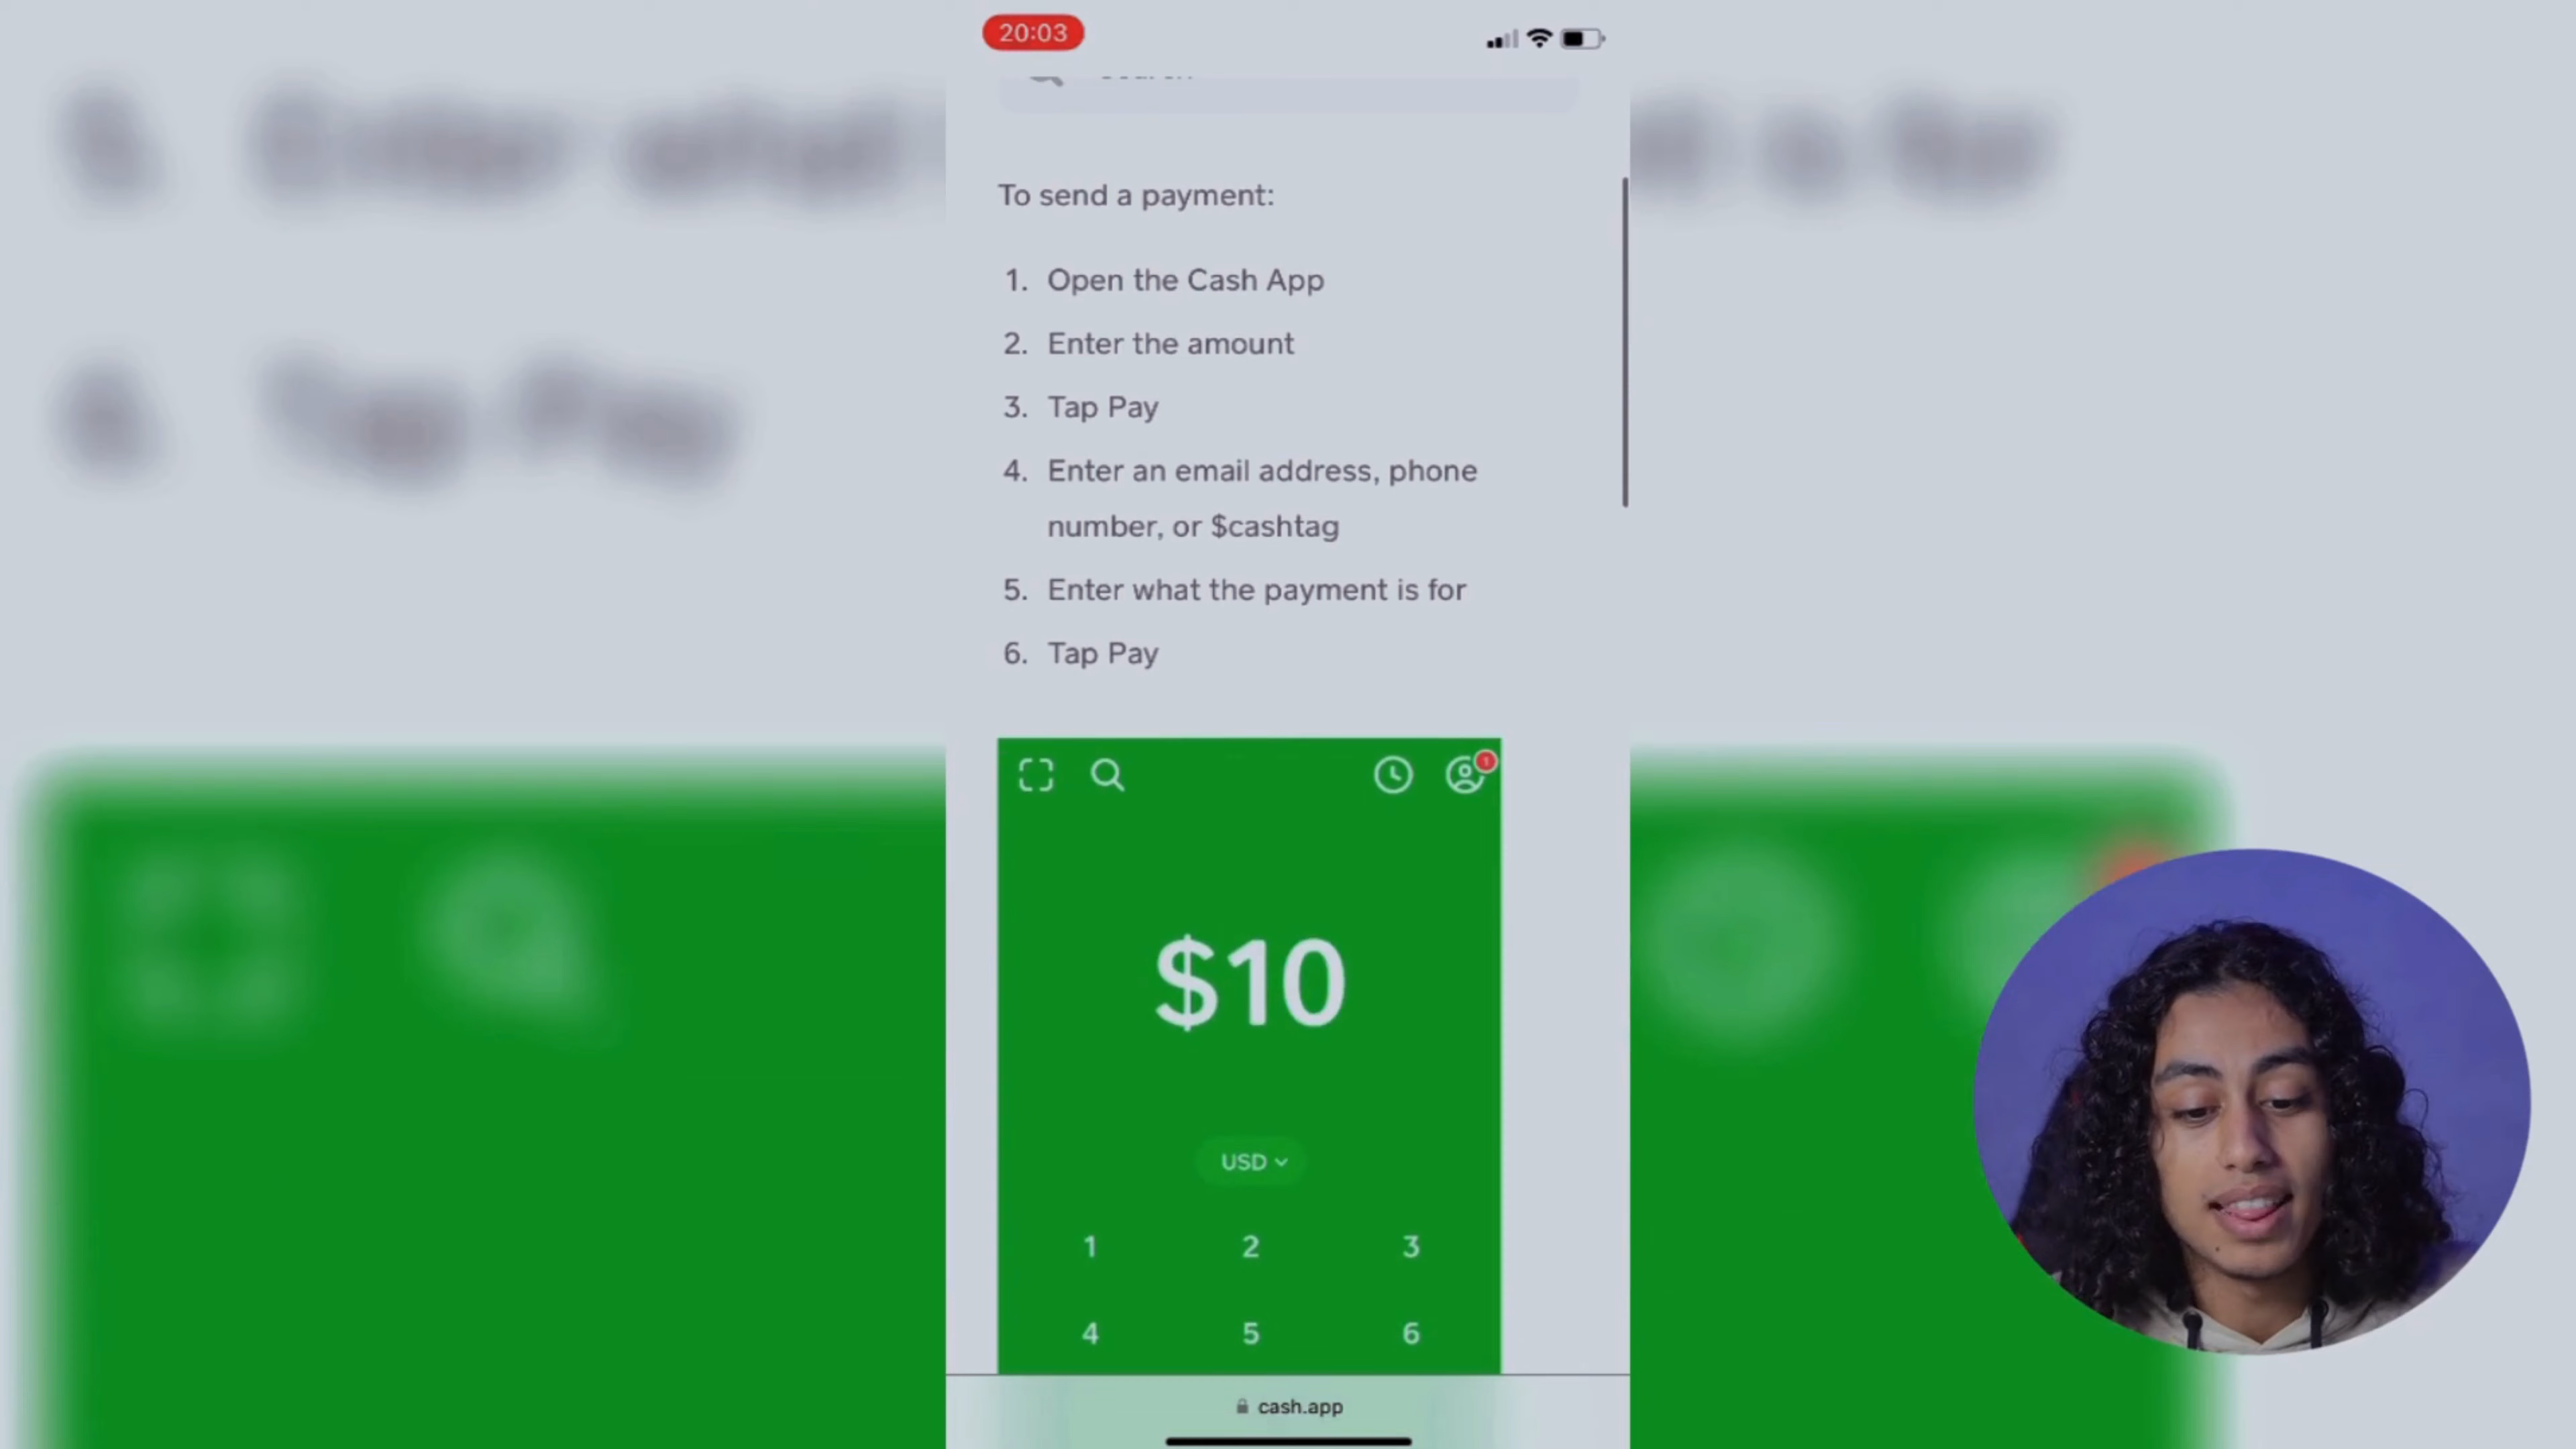 20:03
To send a payment:
1. Open the Cash App
2. Enter the amount
3. Tap Pay
4. Enter an email address, phone
number, or $cashtag
5. Enter what the payment is for
6. Tap Pay
1
$10
USD
1 2 3
4 5 6
cash.app